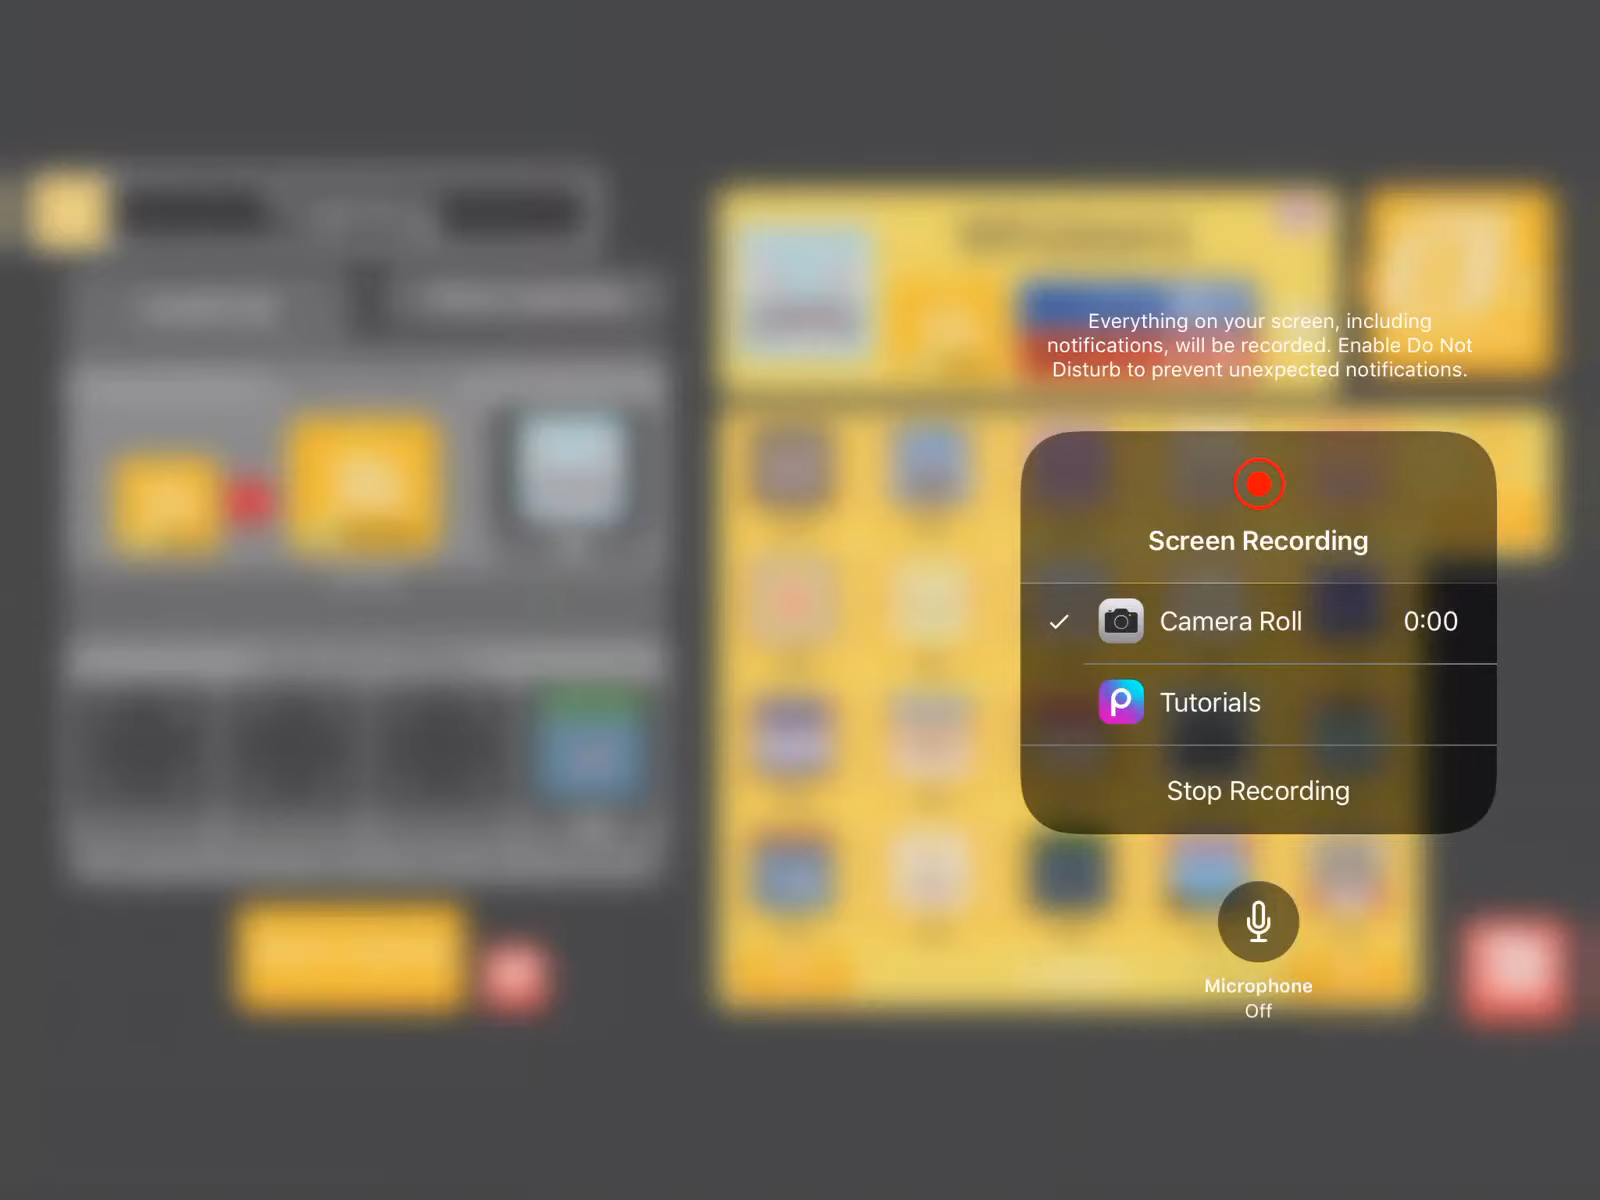 Everything on your screen, including
notifications, will be recorded. Enable Do Not
Disturb to prevent unexpected notifications.
Screen Recording
Camera Roll 0:00
Tutorials
Stop Recording
Microphone
Off